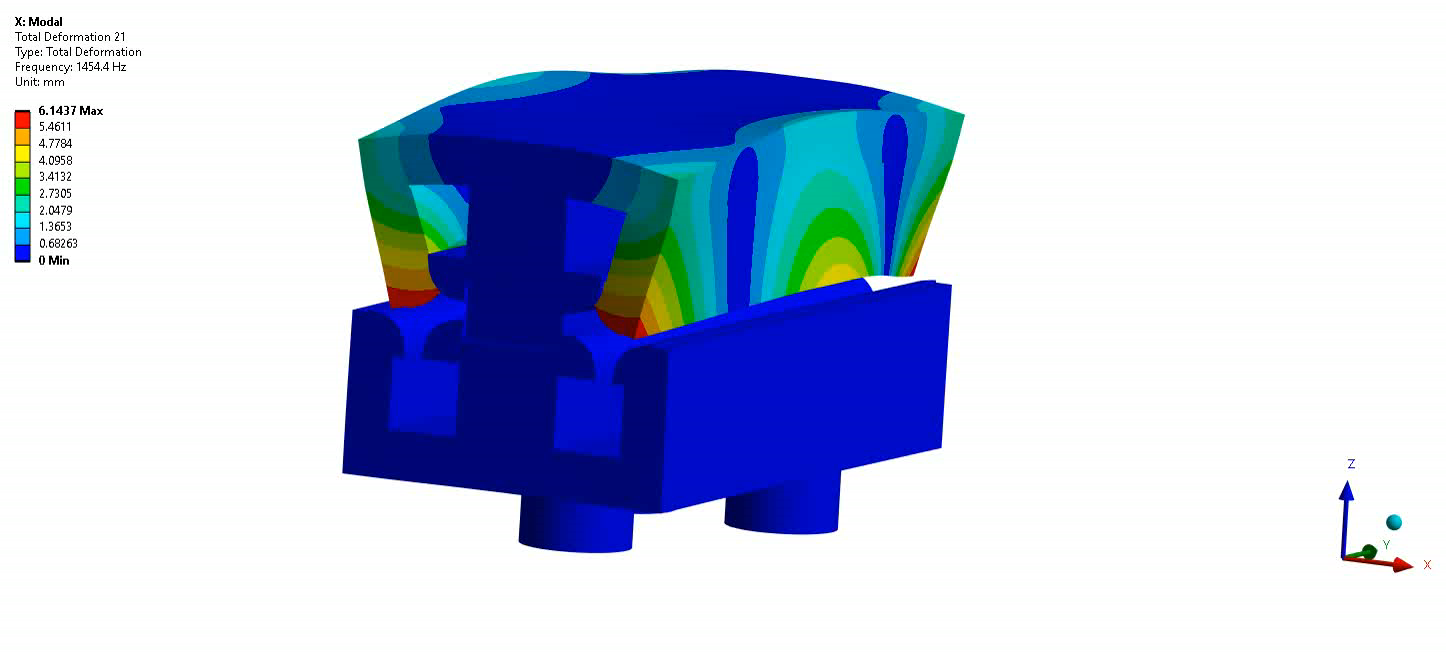 X: Modal
Total Deformation 21
Type: Total Deformation
Frequency: 1454.4 Hz
Unit: mm
6.1437 Max
5.4611
4.7784
4.0958
3.4132
2.7305
2.0479
1.3653
0.68263
0 Min
Z
Y
X